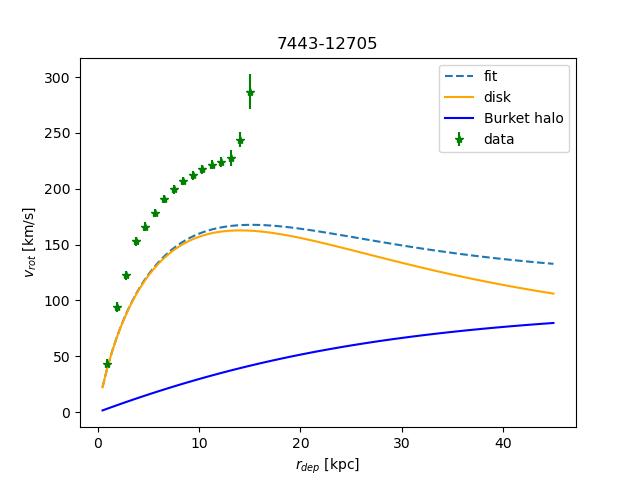 7443-12705
300
250
200
150
100
50
0
v_rot [km/s]
fit
disk
Burket halo
data
0 10 20 30 40
r_dep [kpc]